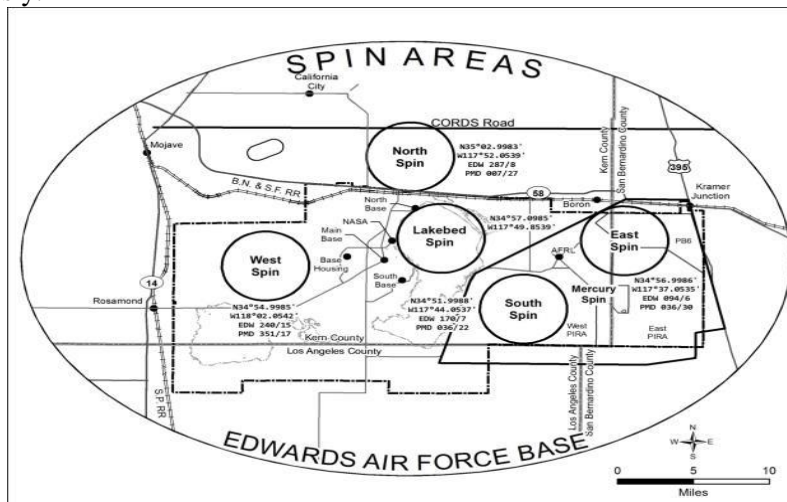 y.
SPIN AREAS
California
City
CORDS Road
Mojave
North
Spin
N35°02.9983'
W117°52.0539'
EDW 287/8
PMD 007/27
Kern County
San Bernardino County
395
B.N. & S.F. RR
58
Kramer
Junction
Boron
North
Base
NASA
Main
Base
Base
Housing
South
Base
Lakebed
Spin
N34°57.0985'
W117°49.8539'
West
Spin
East
Spin
PB6
AFRL
N34°56.9986'
W117°37.0535'
EDW 094/6
PMD 036/30
Mercury
Spin
14
Rosamond
N34°54.9985'
W118°02.0542'
EDW 240/15
PMD 351/17
N34°51.9988'
W117°44.0537'
EDW 170/7
PMD 036/22
South
Spin
West
PIRA
East
PIRA
Kern County
Los Angeles County
Los Angeles County
San Bernardino County
S.P. RR
EDWARDS AIR FORCE BASE
N
W E
S
0 5 10
Miles